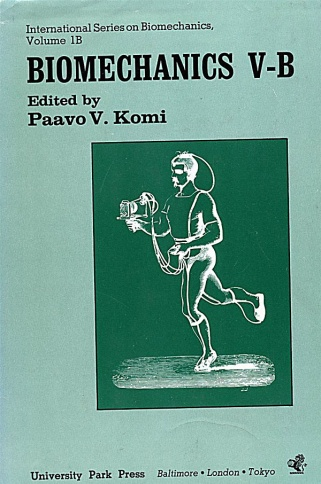 International Series on Biomechanics,
Volume 1B
BIOMECHANICS V-B
Edited by
Paavo V. Komi
University Park Press Baltimore • London • Tokyo